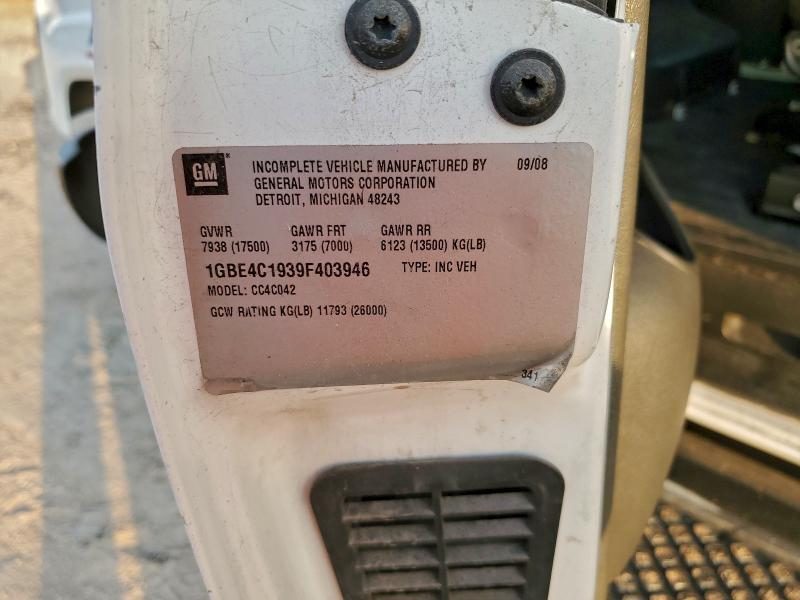 GM
INCOMPLETE VEHICLE MANUFACTURED BY 09/08
GENERAL MOTORS CORPORATION
DETROIT, MICHIGAN 48243
GVWR GAWR FRT GAWR RR
7938 (17500) 3175 (7000) 6123 (13500) KG(LB)
1GBE4C1939F403946 TYPE: INC VEH
MODEL: CC4C042
GCW RATING KG(LB) 11793 (26000)
341